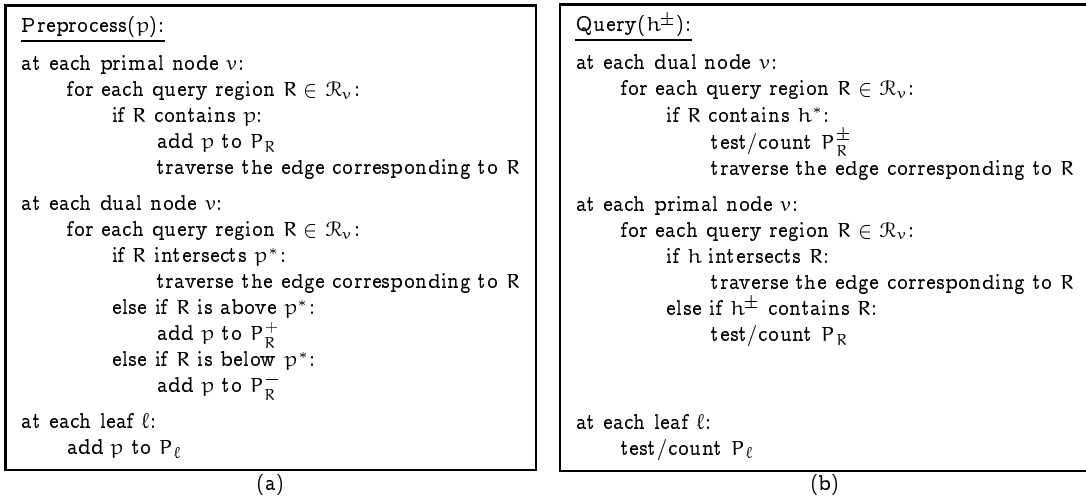 Preprocess(p):
at each primal node v:
for each query region R ∈ ℛ_v:
if R contains p:
add p to P_R
traverse the edge corresponding to R
at each dual node v:
for each query region R ∈ ℛ_v:
if R intersects p*:
traverse the edge corresponding to R
else if R is above p*:
add p to P_R^+
else if R is below p*:
add p to P_R^−
at each leaf ℓ:
add p to P_ℓ
(a)
Query(h^±):
at each dual node v:
for each query region R ∈ ℛ_v:
if R contains h*:
test/count P_R^±
traverse the edge corresponding to R
at each primal node v:
for each query region R ∈ ℛ_v:
if h intersects R:
traverse the edge corresponding to R
else if h^± contains R:
test/count P_R
at each leaf ℓ:
test/count P_ℓ
(b)